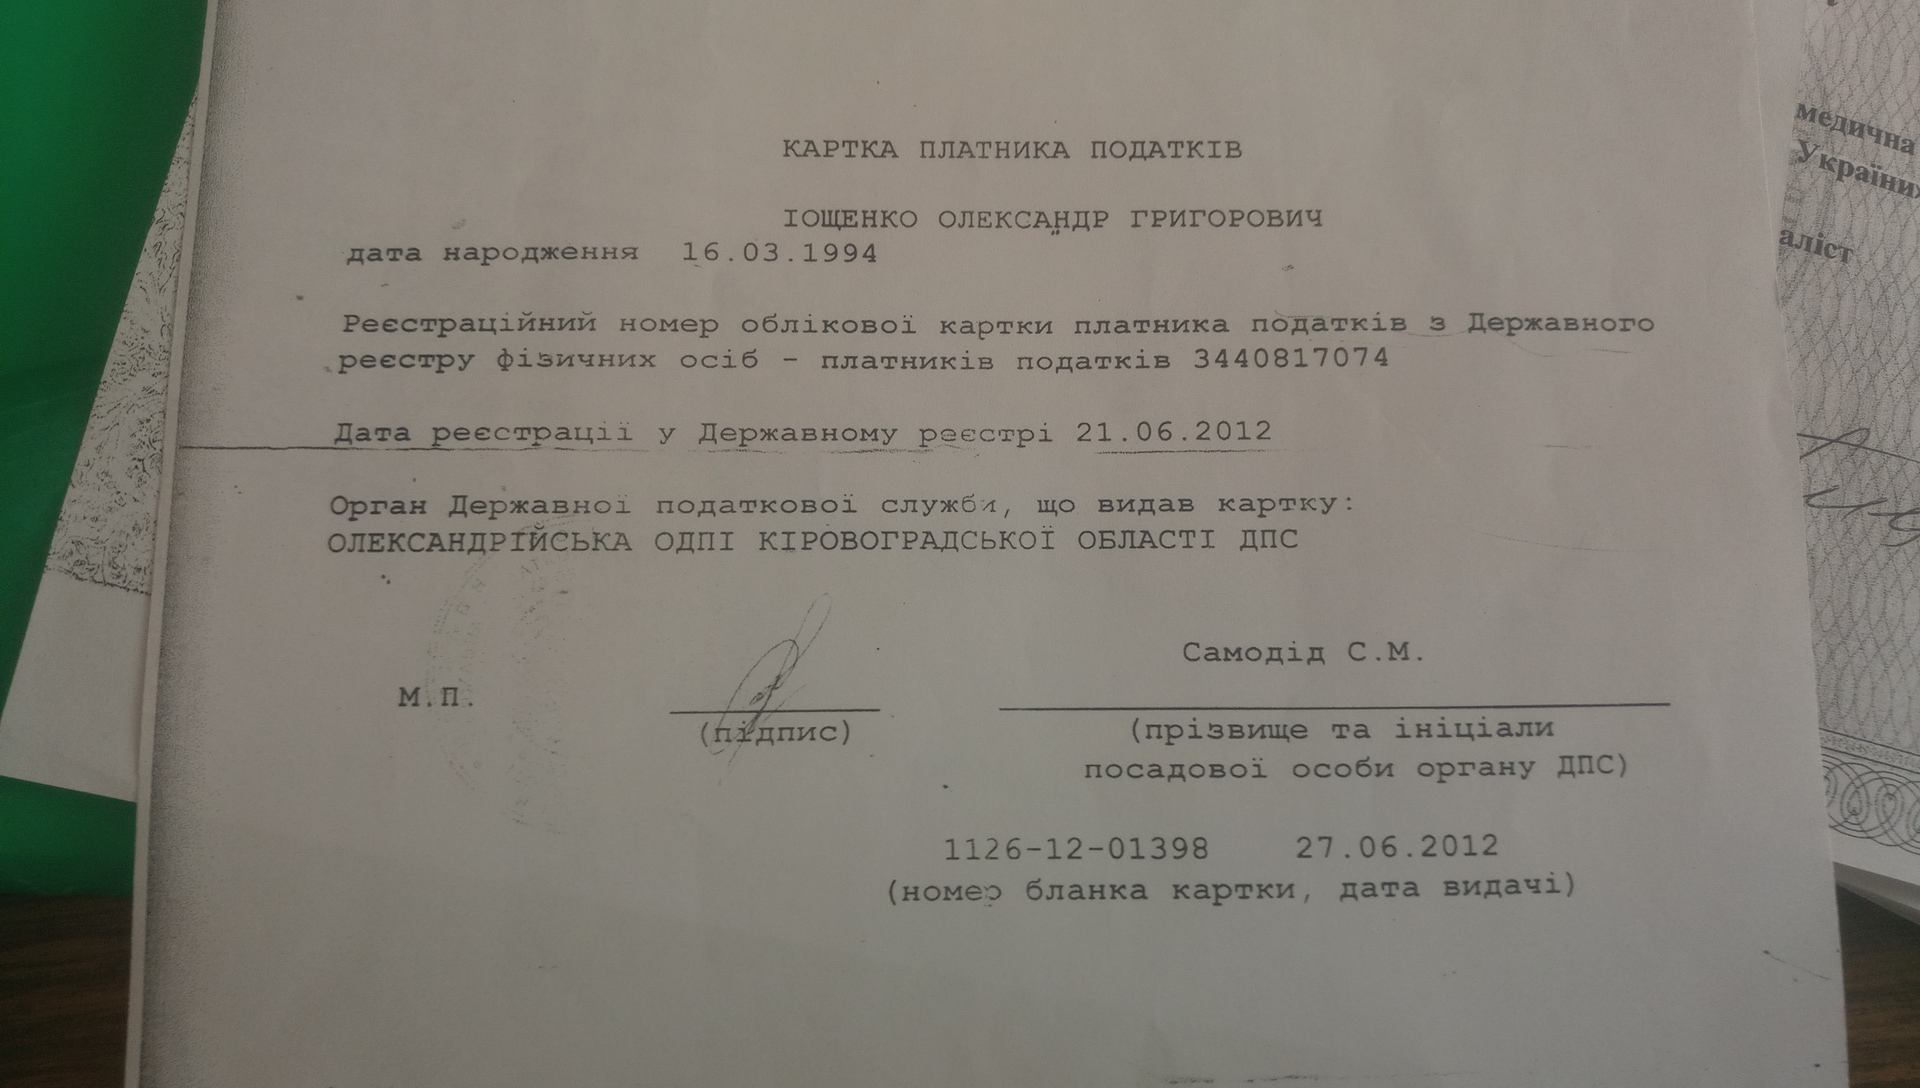 КАРТКА ПЛАТНИКА ПОДАТКІВ
ІОЩЕНКО ОЛЕКСАНДР ГРИГОРОВИЧ
дата народження 16.03.1994
Реєстраційний номер облікової картки платника податків з Державного
реєстру фізичних осіб - платників податків 3440817074
Дата реєстрації у Державному реєстрі 21.06.2012
Орган Державної податкової служби, що видав картку:
ОЛЕКСАНДРІЙСЬКА ОДПІ КІРОВОГРАДСЬКОЇ ОБЛАСТІ ДПС
Самодід С.М.
М.П.
(підпис)
(прізвище та ініціали
посадової особи органу ДПС)
1126-12-01398 27.06.2012
(номер бланка картки, дата видачі)
медична
України
аліст